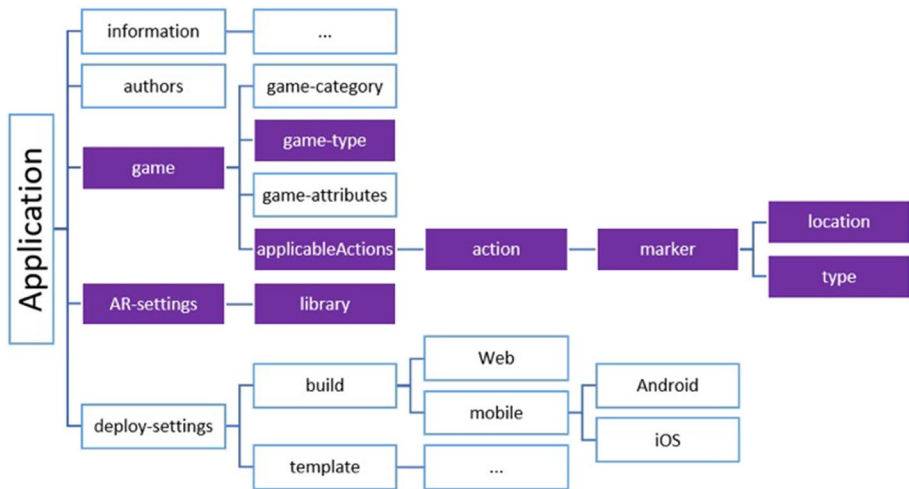 Application
information
...
authors
game
game-category
game-type
game-attributes
applicableActions
action
marker
location
type
AR-settings
library
deploy-settings
build
Web
mobile
Android
iOS
template
...